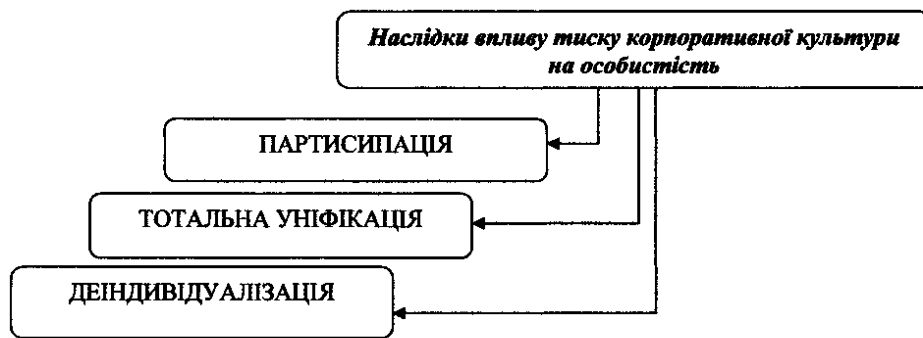 Наслідки впливу тиску корпоративної культури
на особистість
ПАРТИСИПАЦІЯ
ТОТАЛЬНА УНІФІКАЦІЯ
ДЕІНДИВІДУАЛІЗАЦІЯ